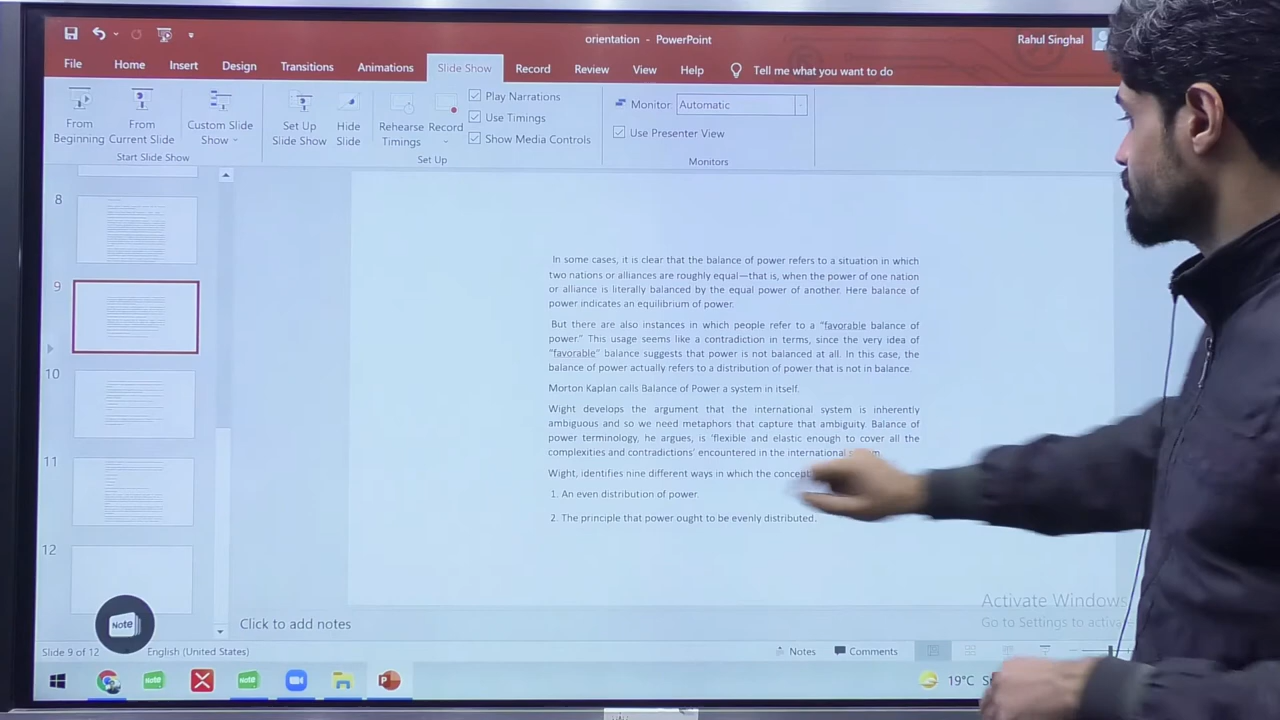 orientation - PowerPoint
Rahul Singhal
File Home Insert Design Transitions Animations Slide Show Record Review View Help Tell me what you want to do
From Beginning
From Current Slide
Custom Slide Show
Start Slide Show
Set Up Slide Show
Hide Slide
Rehearse Timings
Record
Play Narrations
Use Timings
Show Media Controls
Set Up
Monitor: Automatic
Use Presenter View
Monitors
8
9
10
11
12
In some cases, it is clear that the balance of power refers to a situation in which
two nations or alliances are roughly equal—that is, when the power of one nation
or alliance is literally balanced by the equal power of another. Here balance of
power indicates an equilibrium of power.
But there are also instances in which people refer to a "favorable balance of
power." This usage seems like a contradiction in terms, since the very idea of
"favorable" balance suggests that power is not balanced at all. In this case, the
balance of power actually refers to a distribution of power that is not in balance.
Morton Kaplan calls Balance of Power a system in itself.
Wight develops the argument that the international system is inherently
ambiguous and so we need metaphors that capture that ambiguity. Balance of
power terminology, he argues, is 'flexible and elastic enough to cover all the
complexities and contradictions' encountered in the international
Wight, identifies nine different ways in which the concept
1. An even distribution of power.
2. The principle that power ought to be evenly distributed.
Activate Windows
Go to Settings to activate
Note
Click to add notes
Slide 9 of 12
English (United States)
Notes
Comments
19°C